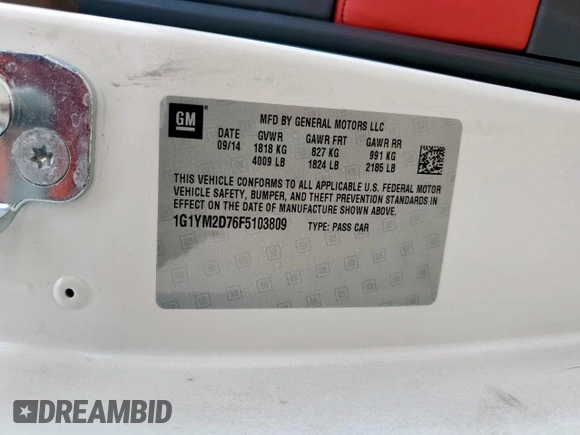 GM
MFD BY GENERAL MOTORS LLC
DATE GVWR GAWR FRT GAWR RR
09/14 1818 KG 827 KG 991 KG
4009 LB 1824 LB 2185 LB
THIS VEHICLE CONFORMS TO ALL APPLICABLE U.S. FEDERAL MOTOR
VEHICLE SAFETY, BUMPER, AND THEFT PREVENTION STANDARDS IN
EFFECT ON THE DATE OF MANUFACTURE SHOWN ABOVE.
1G1YM2D76F5103809 TYPE: PASS CAR
DREAMBID